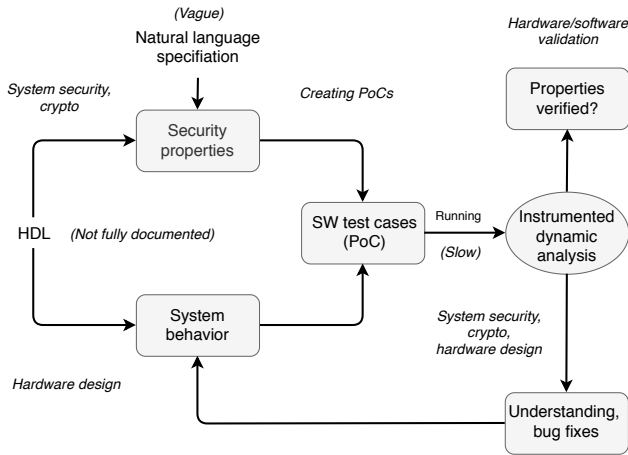 (Vague)
Natural language
specifiation
Hardware/software
validation
System security,
crypto
Creating PoCs
Properties
verified?
Security
properties
HDL
(Not fully documented)
SW test cases
(PoC)
Running
(Slow)
Instrumented
dynamic
analysis
System
behavior
System security,
crypto,
hardware design
Hardware design
Understanding,
bug fixes